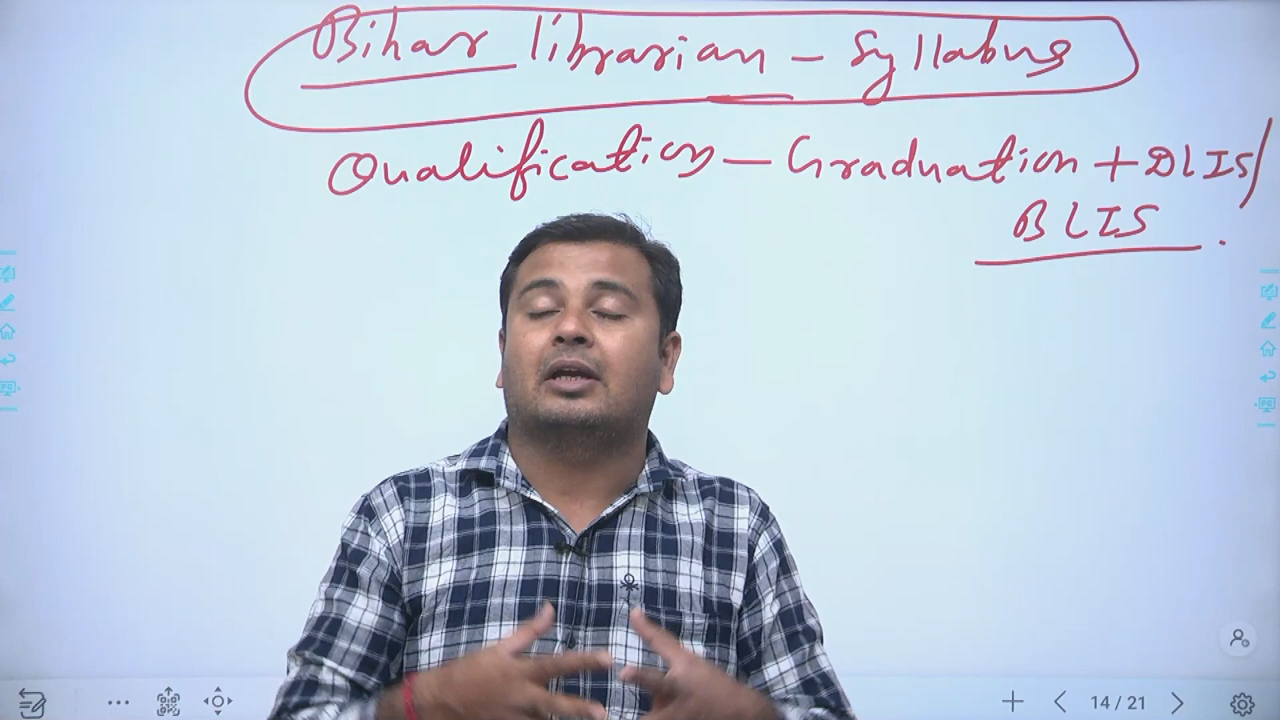 Bihar librarian - Syllabus
Qualification - Graduation + DLIS/
BLIS.
14 / 21